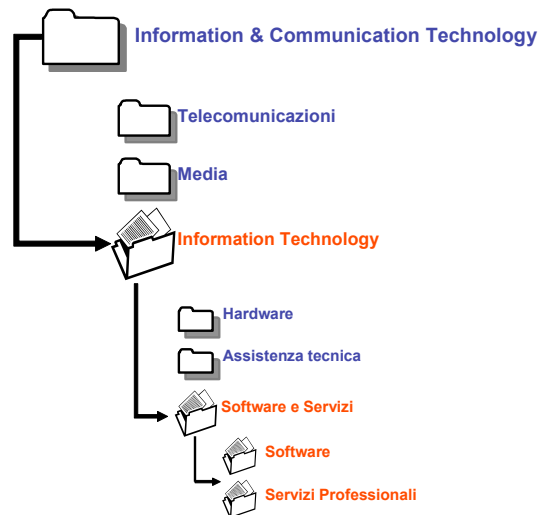 Information & Communication Technology
Telecomunicazioni
Media
Information Technology
Hardware
Assistenza tecnica
Software e Servizi
Software
Servizi Professionali